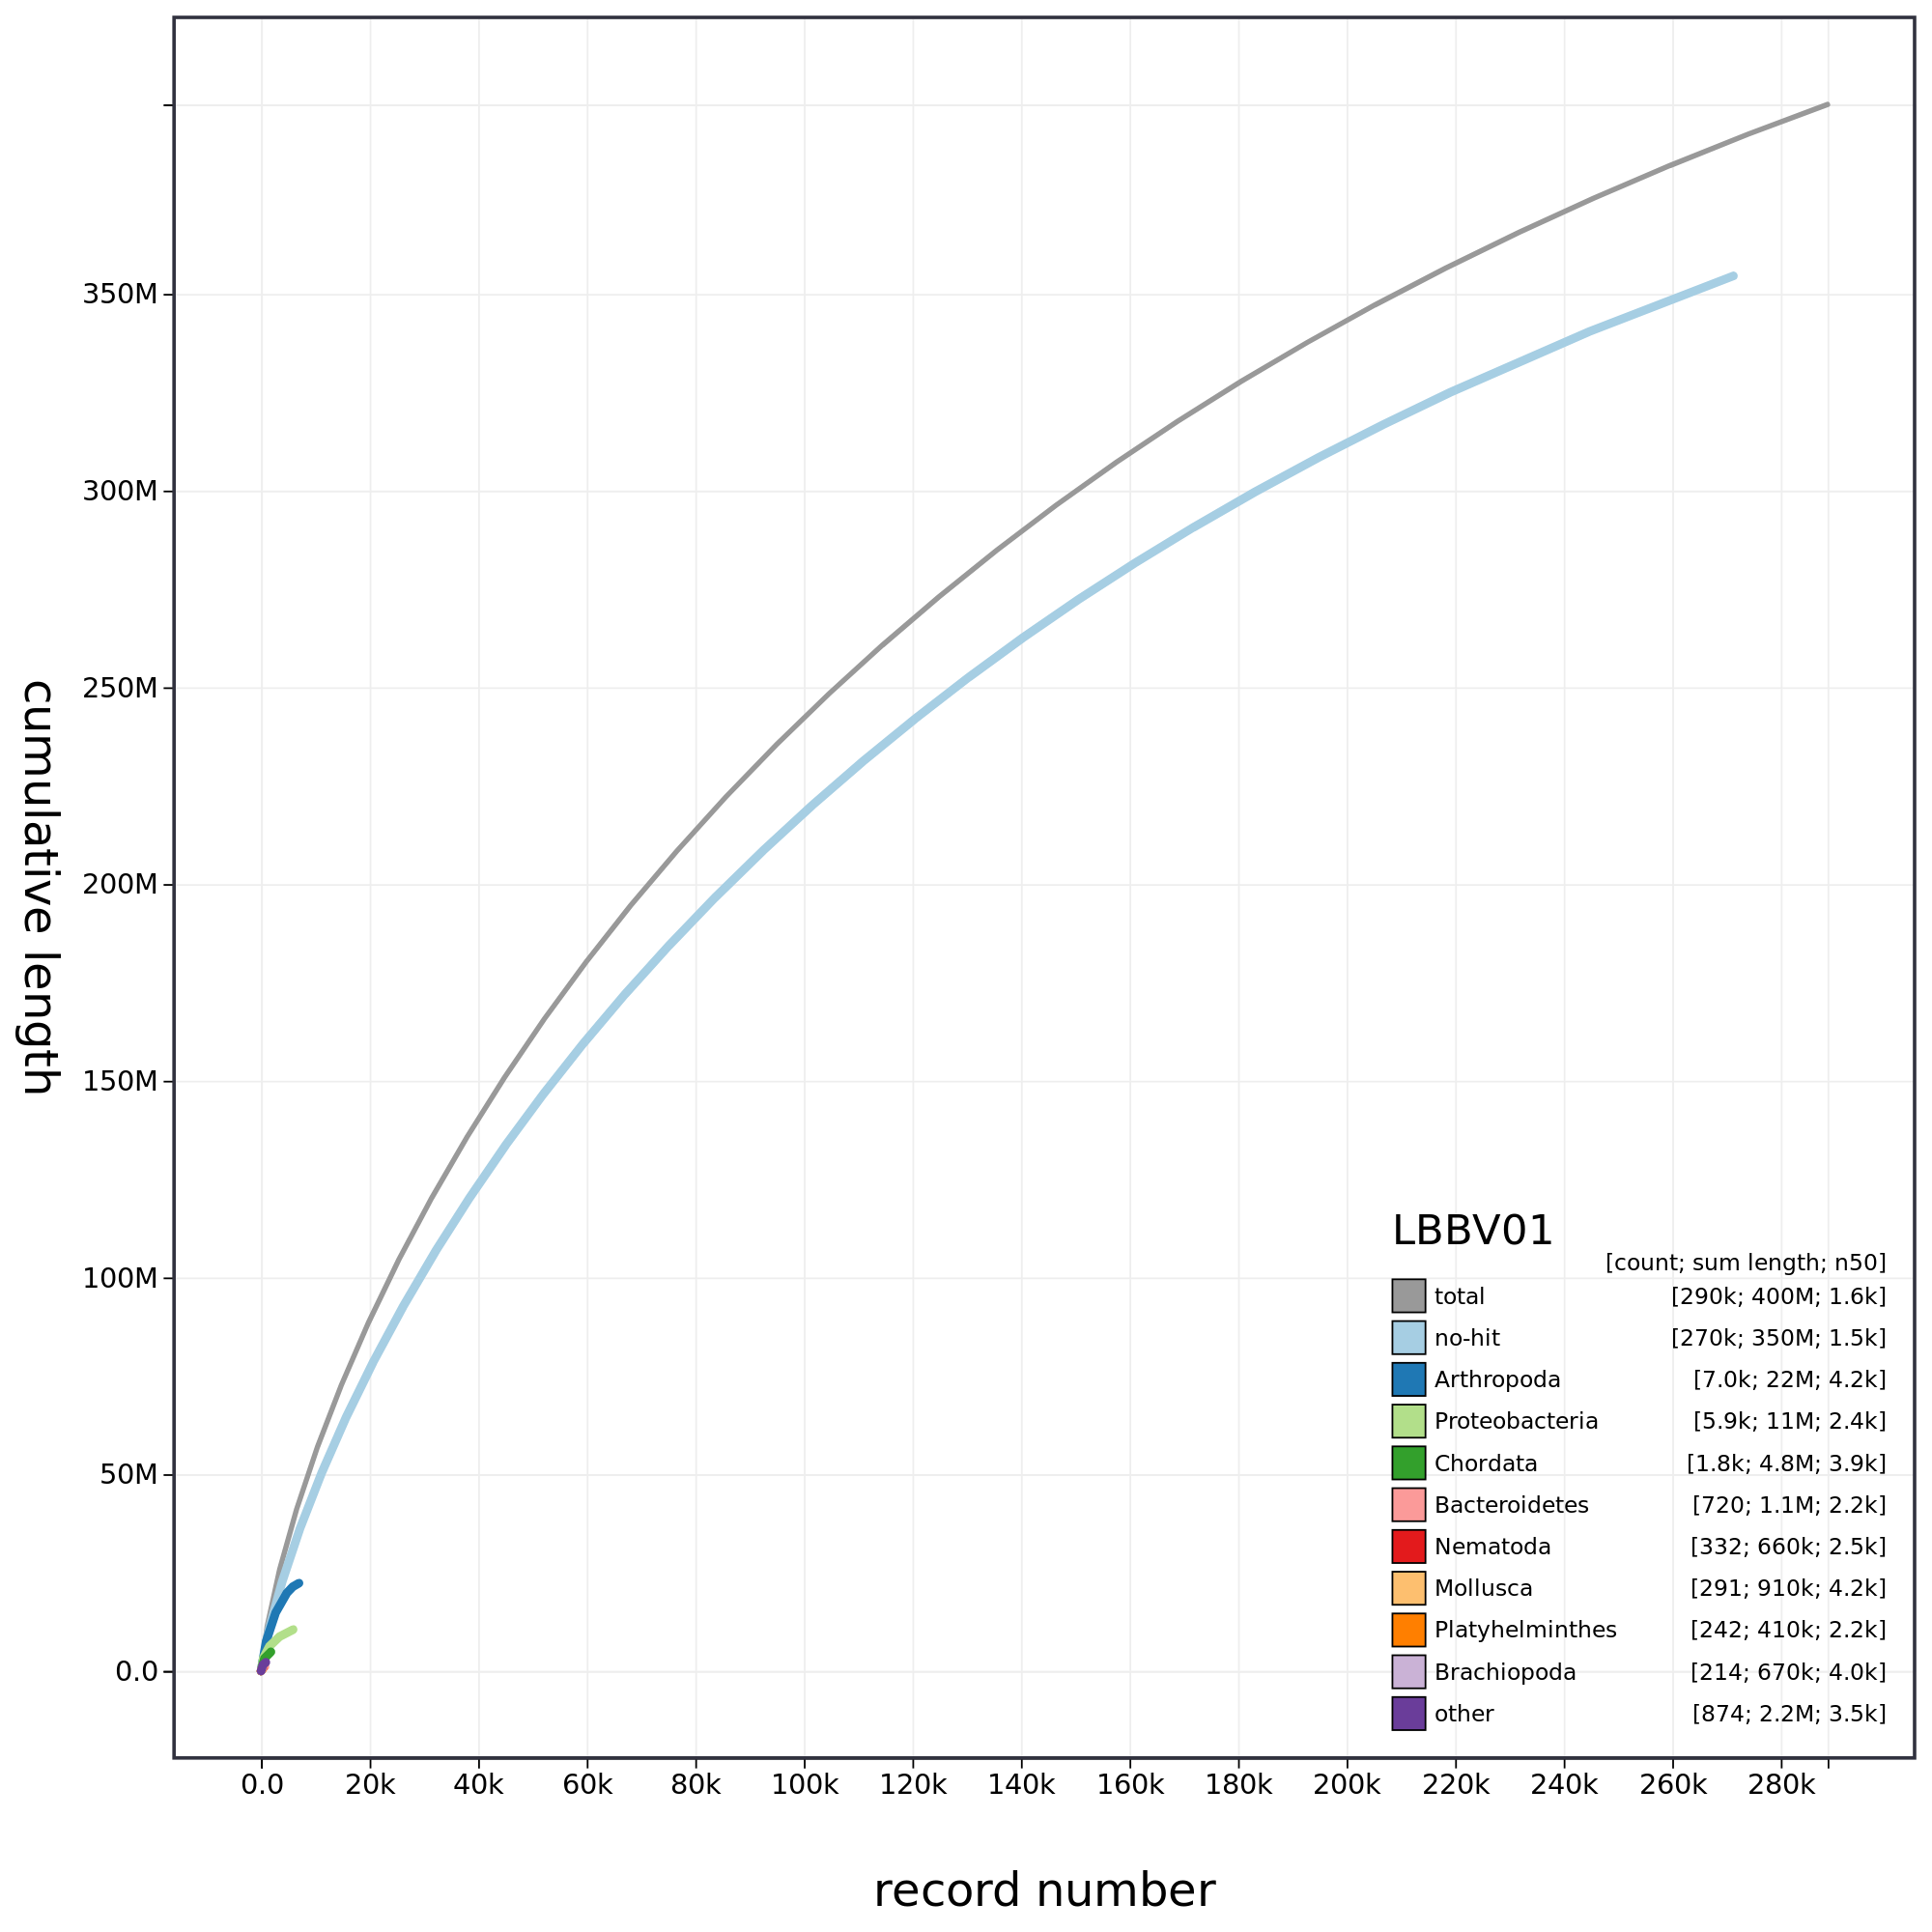 cumulative length
350M
300M
250M
200M
150M
100M
50M
0.0
LBBV01
[count; sum length; n50]
total [290k; 400M; 1.6k]
no-hit [270k; 350M; 1.5k]
Arthropoda [7.0k; 22M; 4.2k]
Proteobacteria [5.9k; 11M; 2.4k]
Chordata [1.8k; 4.8M; 3.9k]
Bacteroidetes [720; 1.1M; 2.2k]
Nematoda [332; 660k; 2.5k]
Mollusca [291; 910k; 4.2k]
Platyhelminthes [242; 410k; 2.2k]
Brachiopoda [214; 670k; 4.0k]
other [874; 2.2M; 3.5k]
0.0 20k 40k 60k 80k 100k 120k 140k 160k 180k 200k 220k 240k 260k 280k
record number